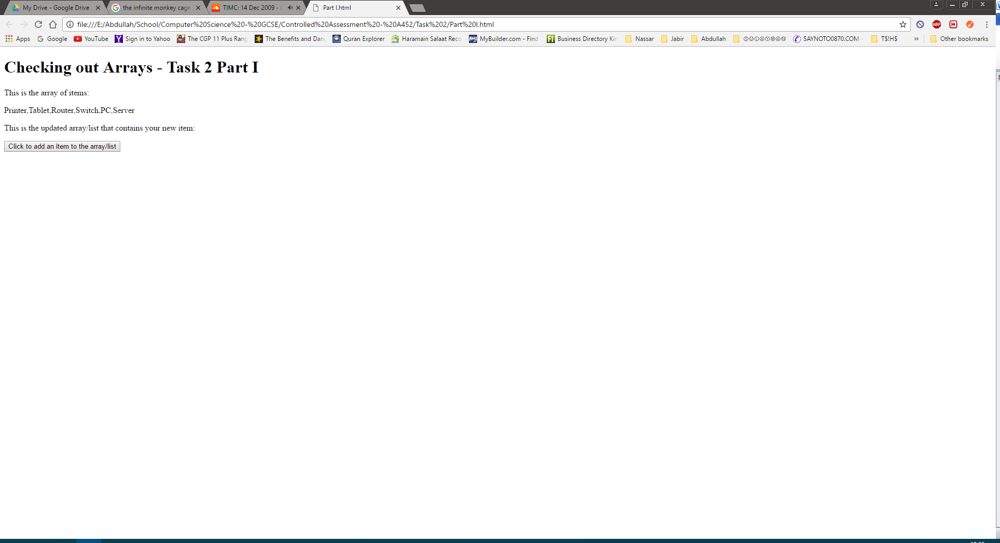 My Drive - Google Drive
the infinite monkey cage
TIMC: 14 Dec 2009 -
Part I.html
file:///E:/Abdullah/School/Computer%20Science%20-%20GCSE/Controlled%20Assessment%20-%20A452/Task%202/Part%20I.html
ABP
Apps Google YouTube Sign in to Yahoo The CGP 11 Plus Rang The Benefits and Dang Quran Explorer Haramain Salaat Reco MyBuilder.com - Find Business Directory Kin Nassar Jabir Abdullah ⓈⓊⓁⒶⓎⓂⒶⓃ SAYNOTO0870.COM - T$!H$ » Other bookmarks
Checking out Arrays - Task 2 Part I
This is the array of items:
Printer,Tablet,Router,Switch,PC,Server
This is the updated array/list that contains your new item:
Click to add an item to the array/list